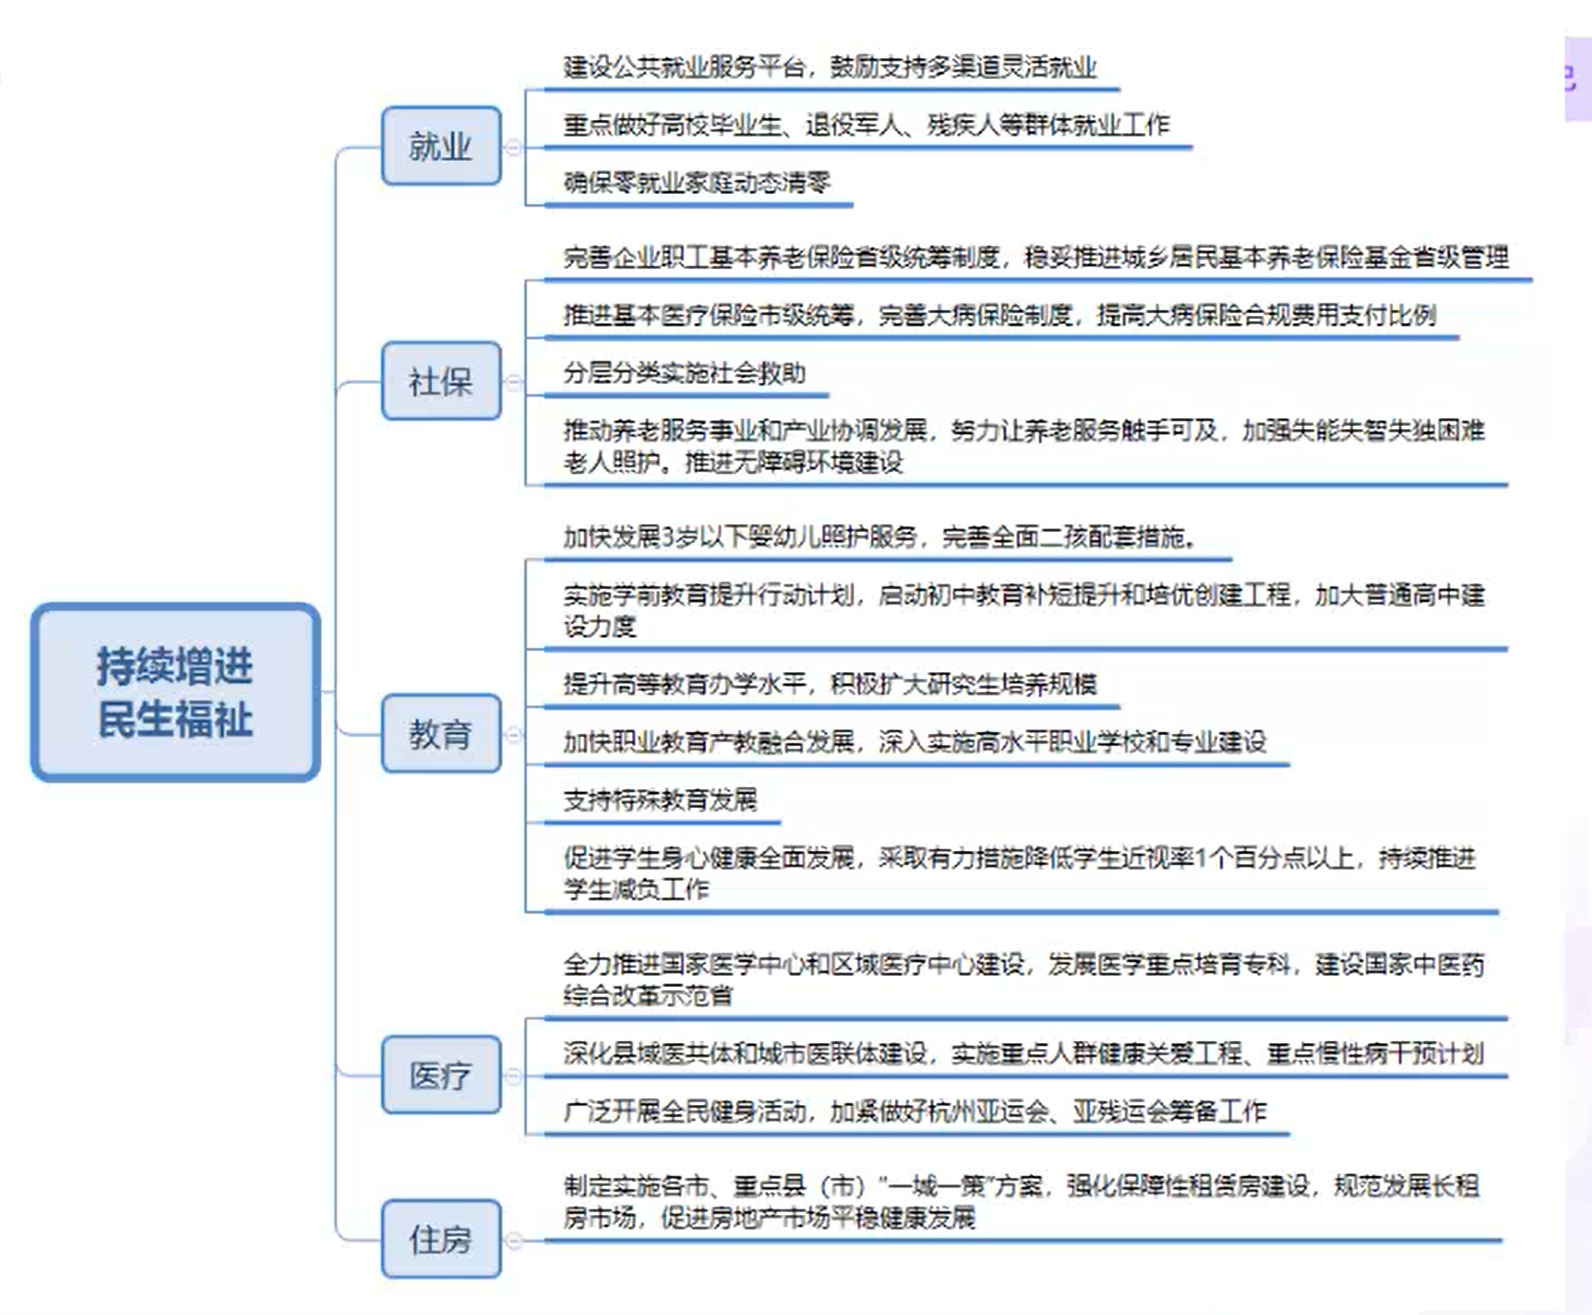 持续增进
民生福祉
就业
建设公共就业服务平台，鼓励支持多渠道灵活就业
重点做好高校毕业生、退役军人、残疾人等群体就业工作
确保零就业家庭动态清零
社保
完善企业职工基本养老保险省级统筹制度，稳妥推进城乡居民基本养老保险基金省级管理
推进基本医疗保险市级统筹，完善大病保险制度，提高大病保险合规费用支付比例
分层分类实施社会救助
推动养老服务事业和产业协调发展，努力让养老服务触手可及，加强失能失智失独困难
老人照护。推进无障碍环境建设
教育
加快发展3岁以下婴幼儿照护服务，完善全面二孩配套措施。
实施学前教育提升行动计划，启动初中教育补短提升和培优创建工程，加大普通高中建
设力度
提升高等教育办学水平，积极扩大研究生培养规模
加快职业教育产教融合发展，深入实施高水平职业学校和专业建设
支持特殊教育发展
促进学生身心健康全面发展，采取有力措施降低学生近视率1个百分点以上，持续推进
学生减负工作
医疗
全力推进国家医学中心和区域医疗中心建设，发展医学重点培育专科，建设国家中医药
综合改革示范省
深化县域医共体和城市医联体建设，实施重点人群健康关爱工程、重点慢性病干预计划
广泛开展全民健身活动，加紧做好杭州亚运会、亚残运会筹备工作
住房
制定实施各市、重点县（市）“一城一策”方案，强化保障性租赁房建设，规范发展长租
房市场，促进房地产市场平稳健康发展